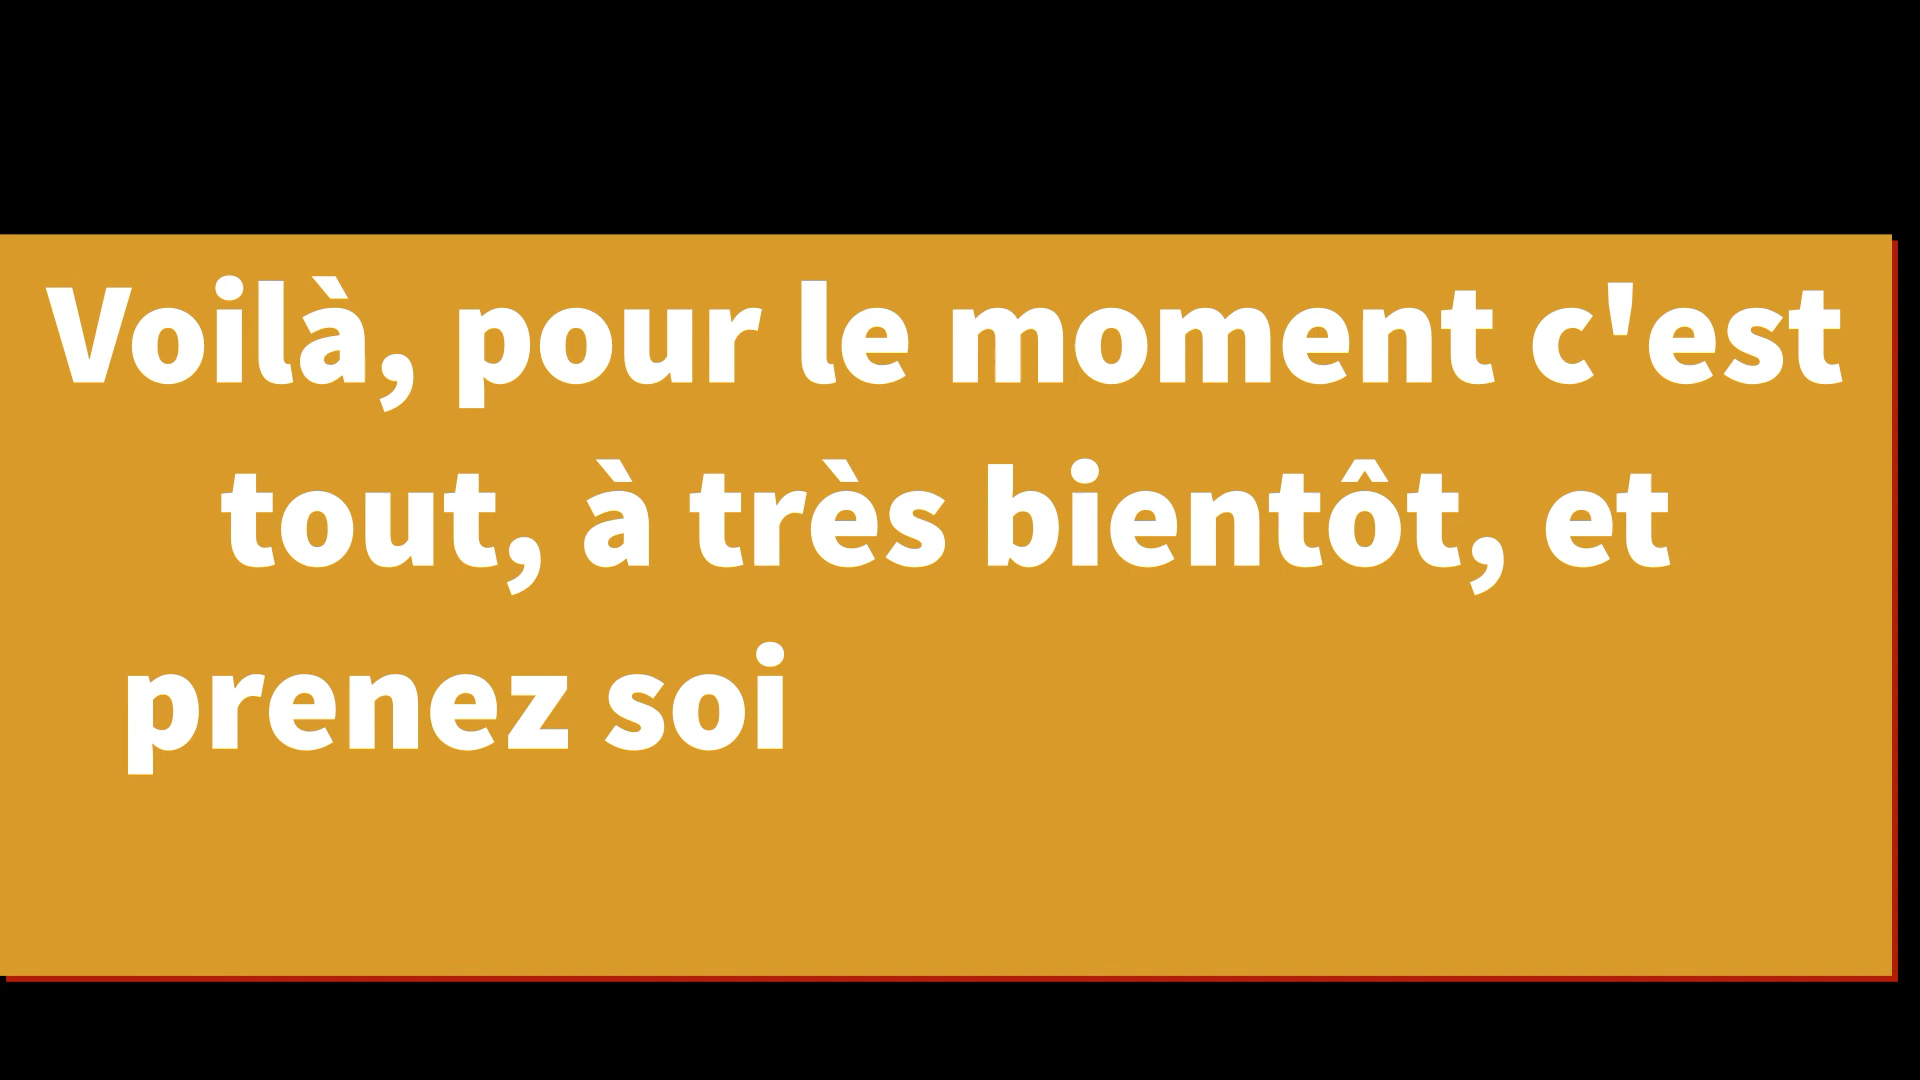 Voilà, pour le moment c'est
tout, à très bientôt, et
prenez soi